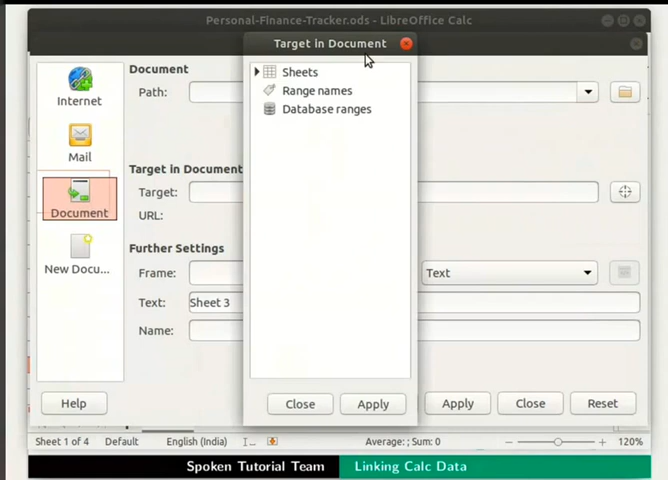 Personal-Finance-Tracker.ods - LibreOffice Calc
Target in Document
Internet
Mail
Document
New Docu...
Document
Path:
Target in Document
Target:
URL:
Further Settings
Frame:
Text
Text: Sheet 3
Name:
Sheets
Range names
Database ranges
Help
Close
Apply
Apply
Close
Reset
Sheet 1 of 4 Default English (India) Average: ; Sum: 0 120%
Spoken Tutorial Team Linking Calc Data